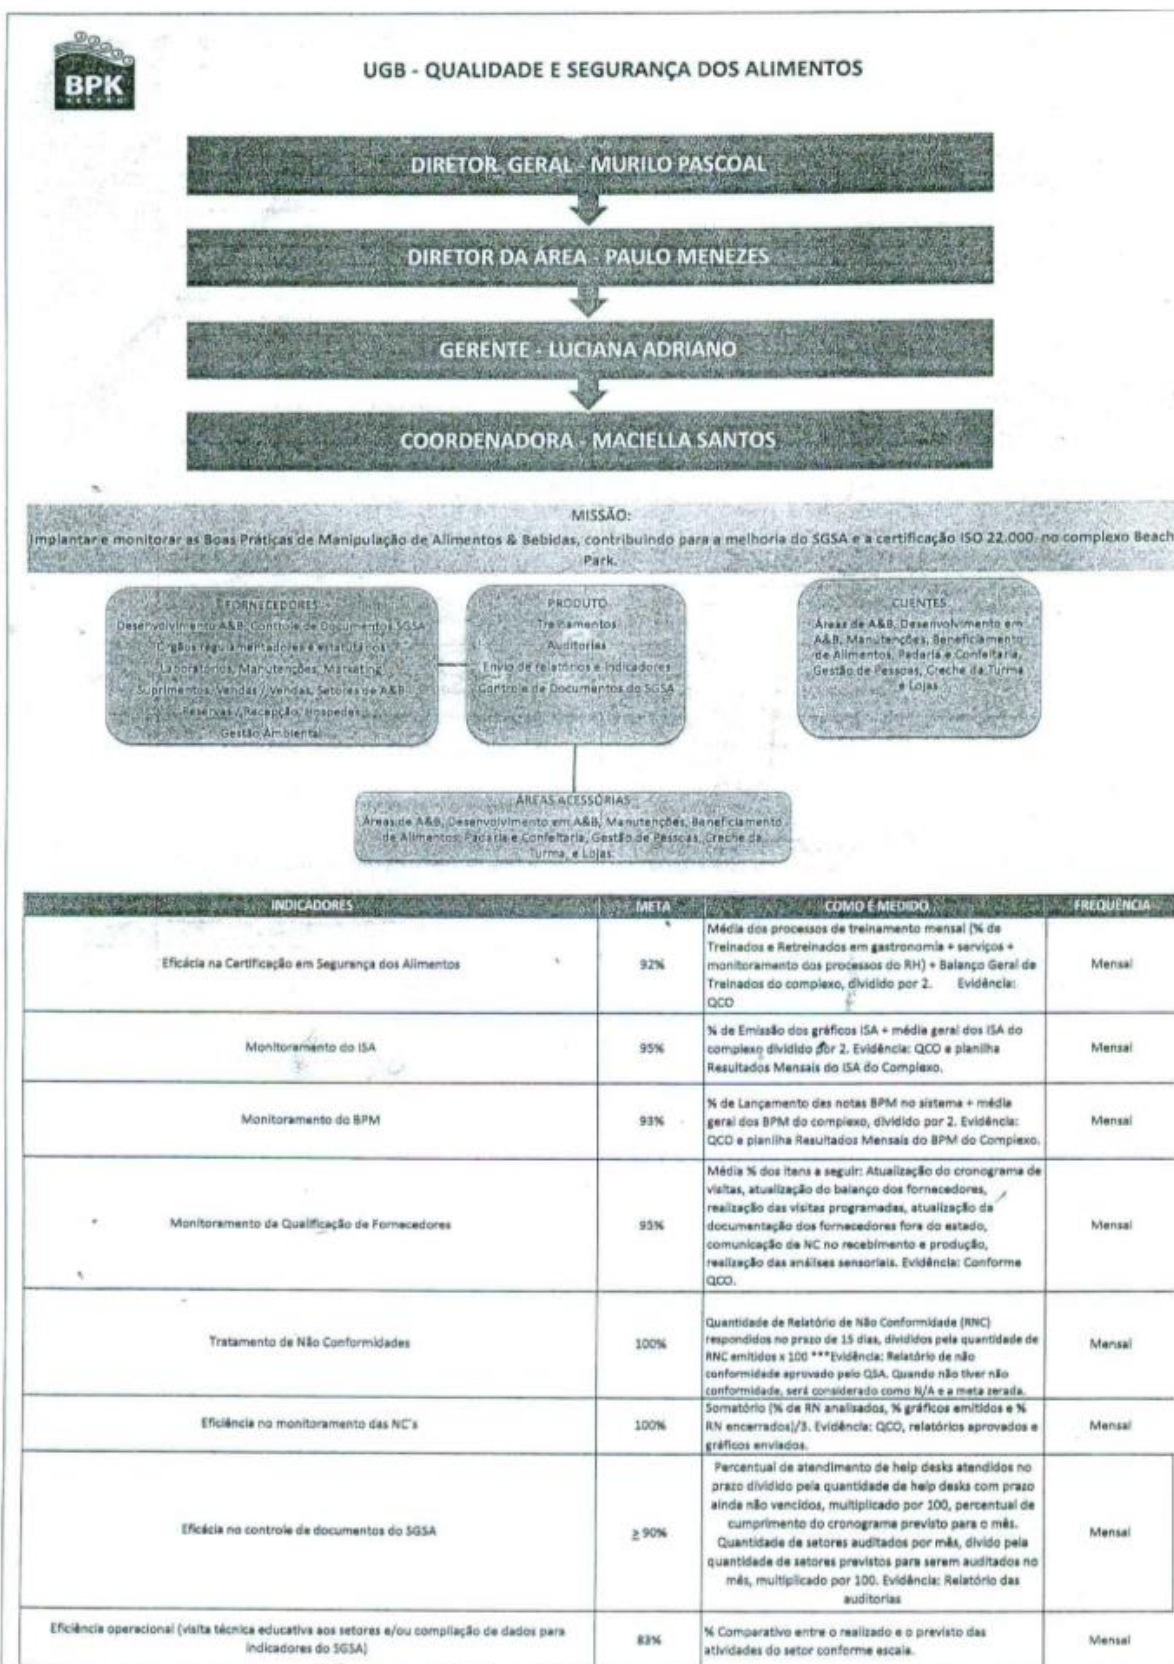 BPK
GESTÃO
UGB - QUALIDADE E SEGURANÇA DOS ALIMENTOS
DIRETOR GERAL - MURILO PASCOAL
DIRETOR DA ÁREA - PAULO MENEZES
GERENTE - LUCIANA ADRIANO
COORDENADORA - MACIELLA SANTOS
MISSÃO:
Implantar e monitorar as Boas Práticas de Manipulação de Alimentos & Bebidas, contribuindo para a melhoria do SGSA e a certificação ISO 22.000, no complexo Beach
Park.
FORNECEDORES
Desenvolvimento A&B, Controle de Documentos SGSA
Órgãos regulamentadores e estatutários
Laboratórios, Manutenções, Marketing
Suprimentos, Vendas / Vendas, Setores de A&B
Reservas / Recepção, Hospedes
Gestão Ambiental
PRODUTO
Treinamentos
Auditorias
Envio de relatórios e Indicadores
Controle de Documentos do SGSA
CLIENTES
Áreas de A&B, Desenvolvimento em
A&B, Manutenções, Beneficiamento
de Alimentos, Padaria e Confeitaria,
Gestão de Pessoas, Creche da Turma
e Lojas
ÁREAS ACESSÓRIAS
Áreas de A&B, Desenvolvimento em A&B, Manutenções, Beneficiamento
de Alimentos, Padaria e Confeitaria, Gestão de Pessoas, Creche da
Turma, e Lojas.
INDICADORES META COMO É MEDIDO FREQUÊNCIA
Eficácia na Certificação em Segurança dos Alimentos 92%
Média dos processos de treinamento mensal (% de
Treinados e Retreinados em gastronomia + serviços +
monitoramento dos processos do RH) + Balanço Geral de
Treinados do complexo, dividido por 2. Evidência:
QCO
Mensal
Monitoramento do ISA 95%
% de Emissão dos gráficos ISA + média geral dos ISA do
complexo dividido por 2. Evidência: QCO e planilha
Resultados Mensais do ISA do Complexo.
Mensal
Monitoramento do BPM 93%
% de Lançamento das notas BPM no sistema + média
geral dos BPM do complexo, dividido por 2. Evidência:
QCO e planilha Resultados Mensais do BPM do Complexo.
Mensal
Monitoramento da Qualificação de Fornecedores 95%
Média % dos itens a seguir: Atualização do cronograma de
visitas, atualização do balanço dos fornecedores,
realização das visitas programadas, atualização da
documentação dos fornecedores fora do estado,
comunicação de NC no recebimento e produção,
realização das análises sensoriais. Evidência: Conforme
QCO.
Mensal
Tratamento de Não Conformidades 100%
Quantidade de Relatório de Não Conformidade (RNC)
respondidos no prazo de 15 dias, divididos pela quantidade de
RNC emitidos x 100 ***Evidência: Relatório de não
conformidade aprovado pelo QSA. Quando não tiver não
conformidade, será considerado como N/A e a meta zerada.
Mensal
Eficiência no monitoramento das NC's 100%
Somatório (% de RN analisados, % gráficos emitidos e %
RN encerrados)/3. Evidência: QCO, relatórios aprovados e
gráficos enviados.
Mensal
Eficácia no controle de documentos do SGSA ≥ 90%
Percentual de atendimento de help desks atendidos no
prazo dividido pela quantidade de help desks com prazo
ainda não vencidos, multiplicado por 100, percentual de
cumprimento do cronograma previsto para o mês.
Quantidade de setores auditados por mês, divido pela
quantidade de setores previstos para serem auditados no
mês, multiplicado por 100. Evidência: Relatório das
auditorias
Mensal
Eficiência operacional (visita técnica educativa aos setores e/ou compilação de dados para
indicadores do SGSA)
83%
% Comparativo entre o realizado e o previsto das
atividades do setor conforme escala.
Mensal